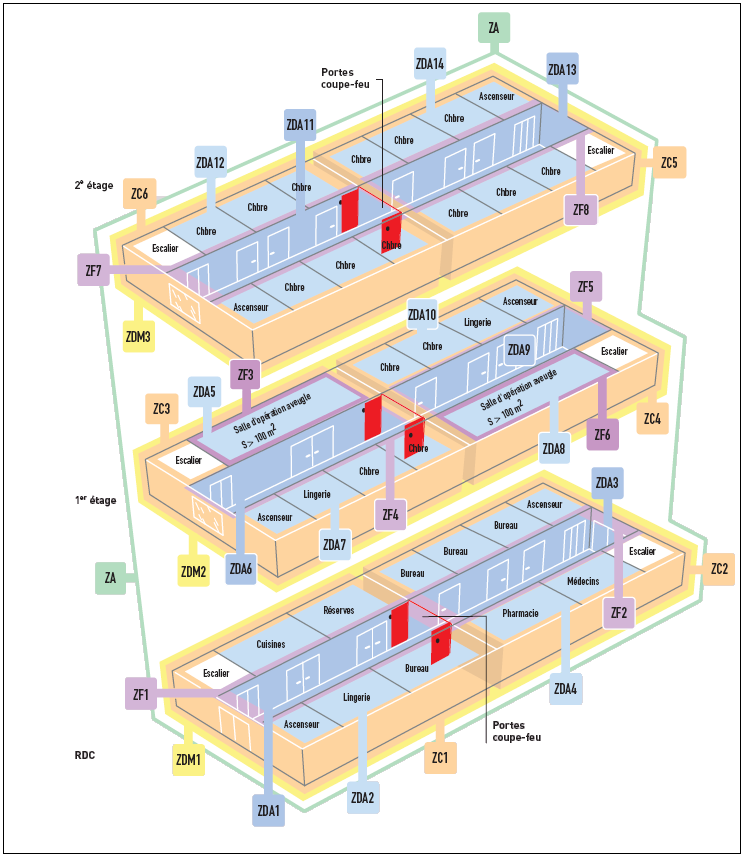 ZA
ZDA14
ZDA13
Portes
coupe-feu
Ascenseur
ZDA11
Chbre
Chbre
ZDA12
Chbre
Escalier
ZC5
Chbre
Chbre
2e étage
ZC6
Chbre
Chbre
Chbre
Chbre
Chbre
ZF8
Escalier
Chbre
Chbre
ZF7
Chbre
Ascenseur
ZDM3
ZF5
ZDA10
Ascenseur
Lingerie
Chbre
ZDA9
Escalier
Chbre
ZF3
ZDA5
Salle d'opération aveugle
S > 100 m2
Salle d'opération aveugle
S > 100 m2
ZC3
ZC4
ZF6
Chbre
ZDA8
Escalier
Chbre
Lingerie
1er étage
Ascenseur
ZF4
ZDA7
ZDA6
ZDM2
ZDA3
Ascenseur
Bureau
Bureau
Escalier
ZC2
Bureau
Médecins
ZA
Réserves
Pharmacie
ZF2
Cuisines
Escalier
Bureau
ZF1
Lingerie
ZDA4
Ascenseur
Portes
coupe-feu
RDC
ZDM1
ZC1
ZDA2
ZDA1